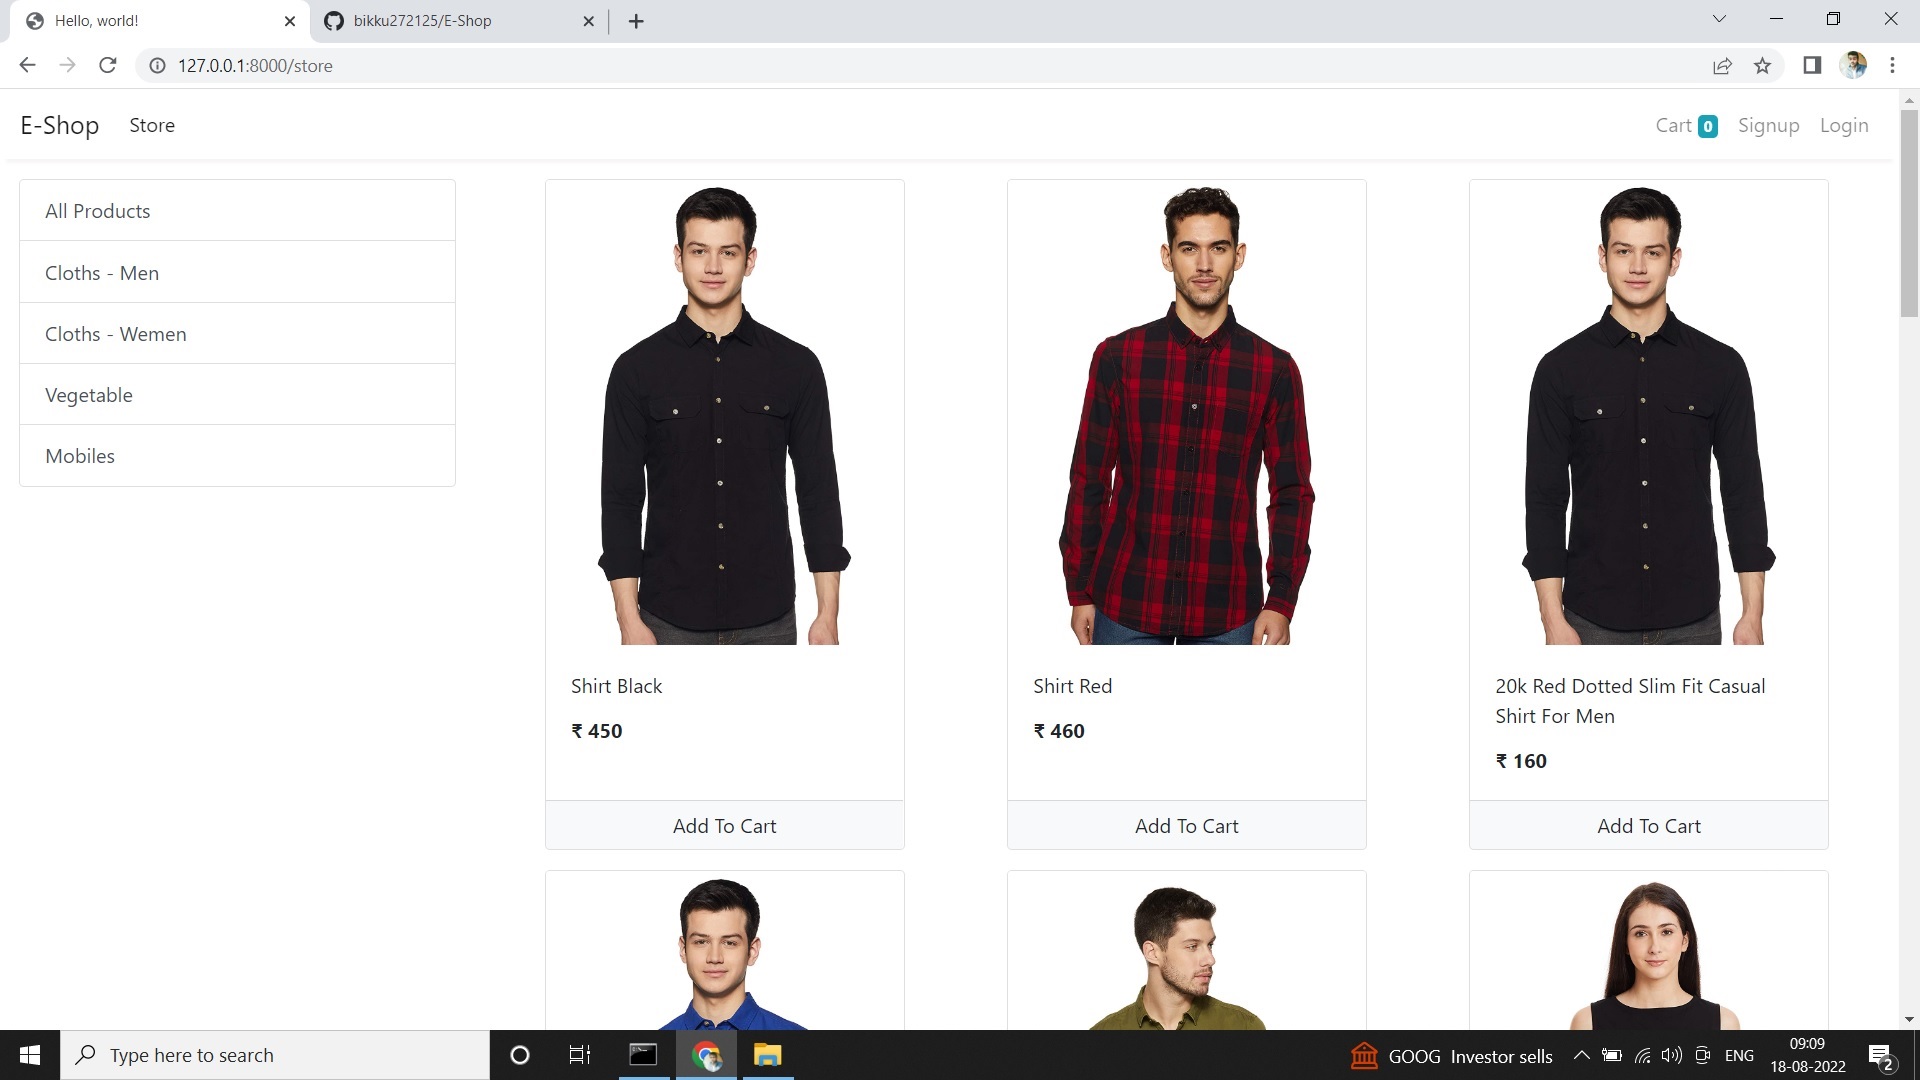 Hello, world!
bikku272125/E-Shop
127.0.0.1:8000/store
E-Shop
Store
Cart 0
Signup
Login
All Products
Cloths - Men
Cloths - Wemen
Vegetable
Mobiles
Shirt Black
₹ 450
Add To Cart
Shirt Red
₹ 460
Add To Cart
20k Red Dotted Slim Fit Casual
Shirt For Men
₹ 160
Add To Cart
Type here to search
GOOG Investor sells
ENG
09:09
18-08-2022
2